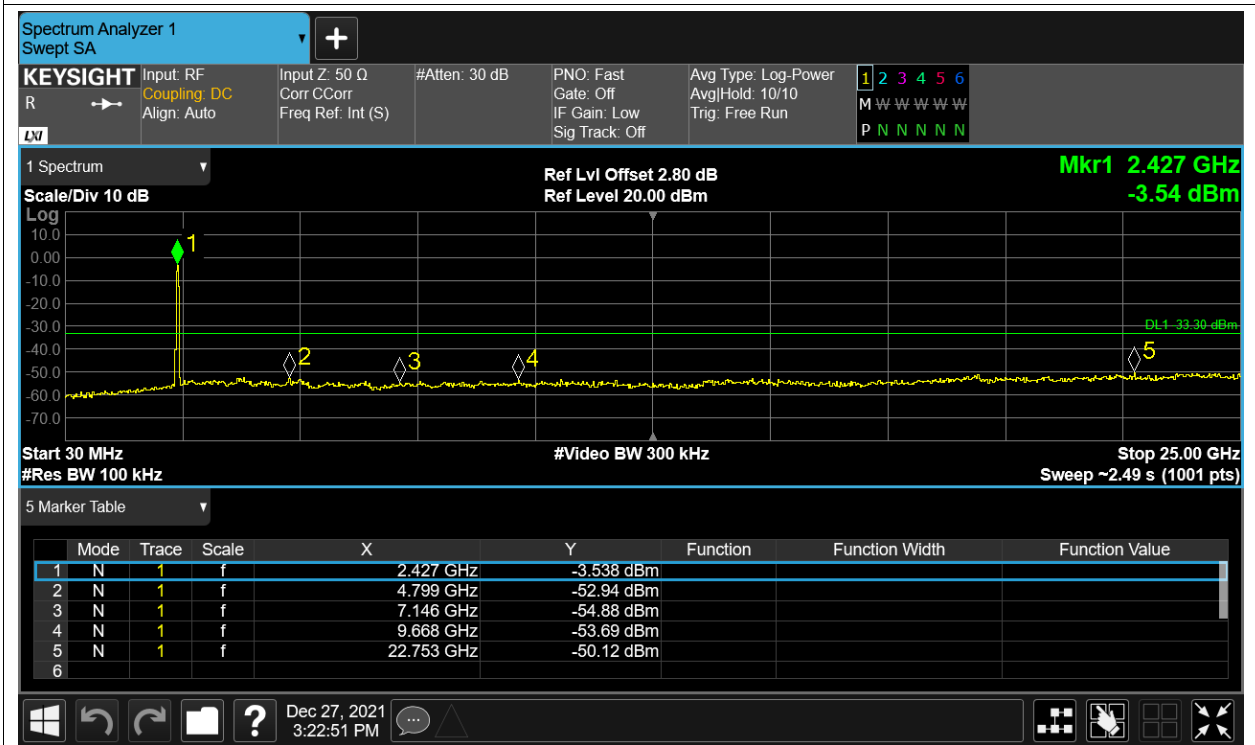 Spectrum Analyzer 1
Swept SA
KEYSIGHT Input: RF Input Z: 50 Ω #Atten: 30 dB PNO: Fast Avg Type: Log-Power 1 2 3 4 5 6
R Coupling: DC Corr CCorr Gate: Off Avg|Hold: 10/10 M W W W W W
Align: Auto Freq Ref: Int (S) IF Gain: Low Trig: Free Run
LXI Sig Track: Off P N N N N N
1 Spectrum Ref Lvl Offset 2.80 dB Mkr1 2.427 GHz
Scale/Div 10 dB Ref Level 20.00 dBm -3.54 dBm
Log
10.0 1
0.00
-10.0
-20.0
-30.0 DL1 -33.30 dBm
-40.0 2 3 4 5
-50.0
-60.0
-70.0
Start 30 MHz #Video BW 300 kHz Stop 25.00 GHz
#Res BW 100 kHz Sweep ~2.49 s (1001 pts)
5 Marker Table
Mode Trace Scale X Y Function Function Width Function Value
1 N 1 f 2.427 GHz -3.538 dBm
2 N 1 f 4.799 GHz -52.94 dBm
3 N 1 f 7.146 GHz -54.88 dBm
4 N 1 f 9.668 GHz -53.69 dBm
5 N 1 f 22.753 GHz -50.12 dBm
6
? Dec 27, 2021
3:22:51 PM